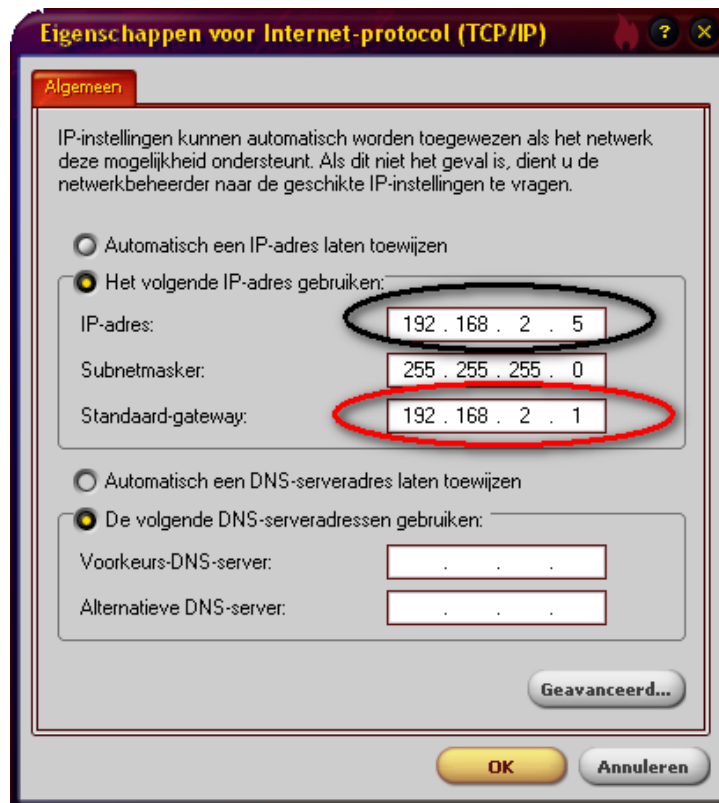 Eigenschappen voor Internet-protocol (TCP/IP)
?
Algemeen
IP-instellingen kunnen automatisch worden toegewezen als het netwerk
deze mogelijkheid ondersteunt. Als dit niet het geval is, dient u de
netwerkbeheerder naar de geschikte IP-instellingen te vragen.
Automatisch een IP-adres laten toewijzen
Het volgende IP-adres gebruiken:
IP-adres: 192 . 168 . 2 . 5
Subnetmasker: 255 . 255 . 255 . 0
Standaard-gateway: 192 . 168 . 2 . 1
Automatisch een DNS-serveradres laten toewijzen
De volgende DNS-serveradressen gebruiken:
Voorkeurs-DNS-server: . . .
Alternatieve DNS-server: . . .
Geavanceerd...
OK Annuleren